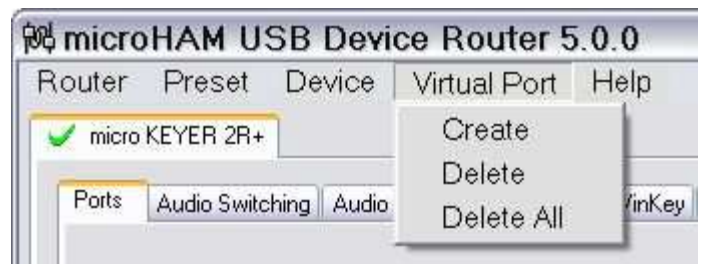 microHAM USB Device Router 5.0.0
Router Preset Device Virtual Port Help
micro KEYER 2R+
Create
Delete
Delete All
Ports Audio Switching Audio